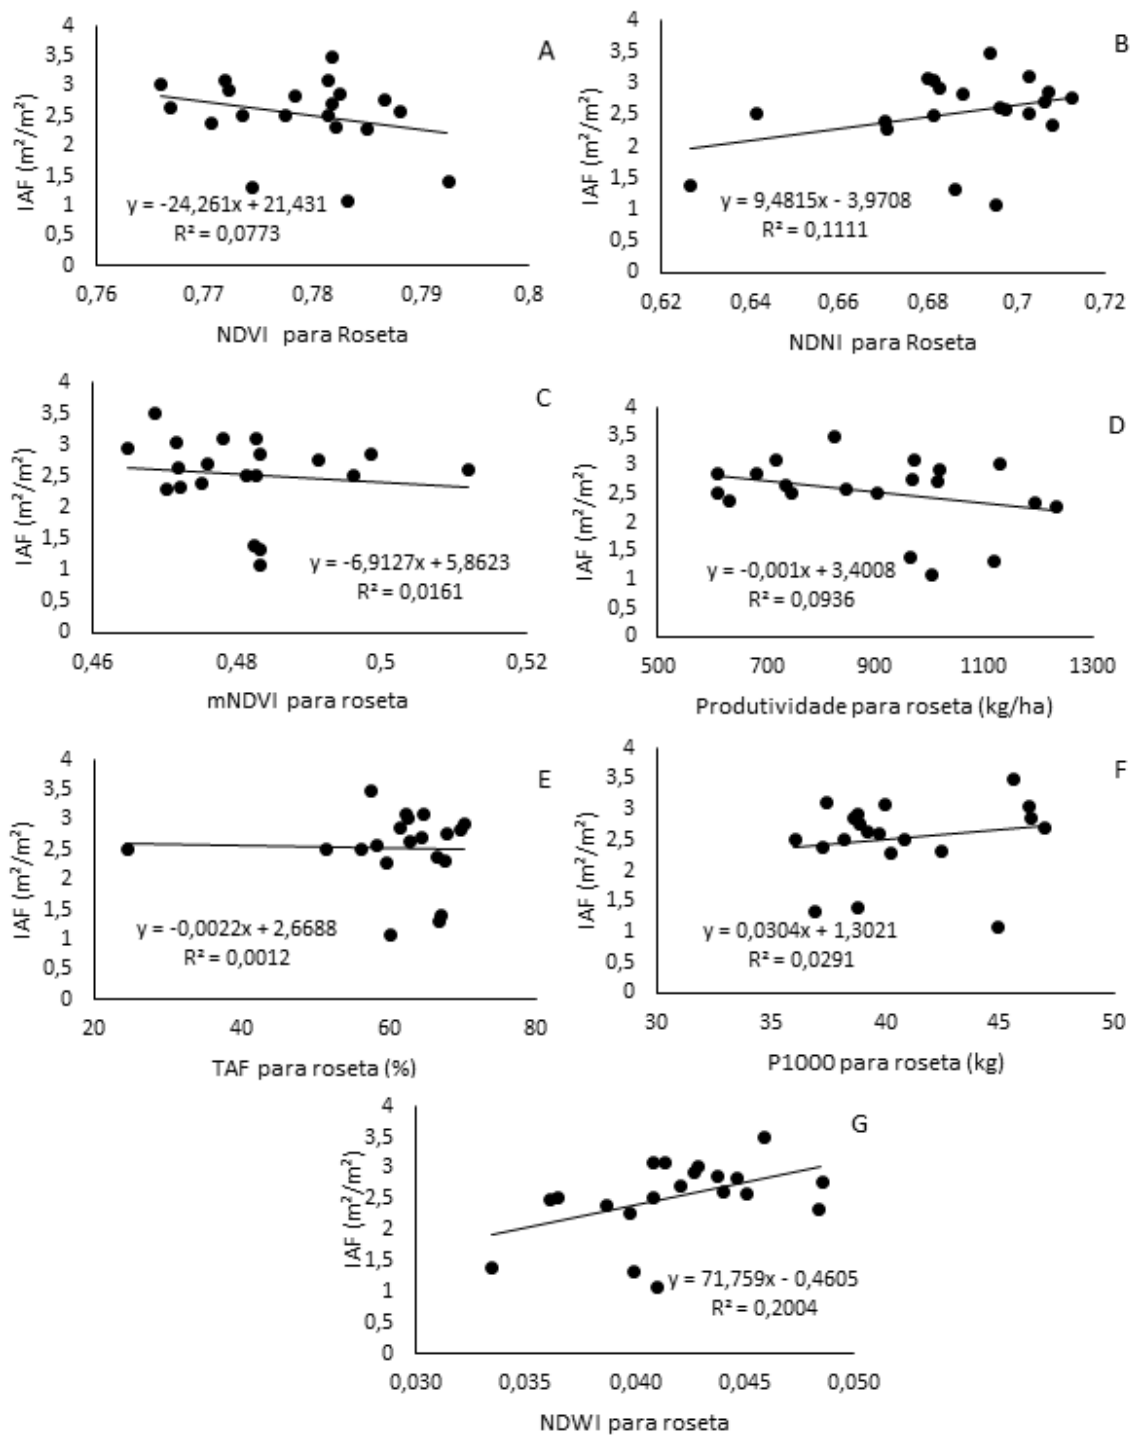 A
IAF (m²/m²)
4
3,5
3
2,5
2
1,5
1
0,5
0
y = -24,261x + 21,431
R² = 0,0773
0,76 0,77 0,78 0,79 0,8
NDVI para Roseta
B
IAF (m²/m²)
4
3,5
3
2,5
2
1,5
1
0,5
0
y = 9,4815x - 3,9708
R² = 0,1111
0,62 0,64 0,66 0,68 0,7 0,72
NDNI para Roseta
C
IAF (m²/m²)
4
3,5
3
2,5
2
1,5
1
0,5
0
y = -6,9127x + 5,8623
R² = 0,0161
0,46 0,48 0,5 0,52
mNDVI para roseta
D
IAF (m²/m²)
4
3,5
3
2,5
2
1,5
1
0,5
0
y = -0,001x + 3,4008
R² = 0,0936
500 700 900 1100 1300
Produtividade para roseta (kg/ha)
E
IAF (m²/m²)
4
3,5
3
2,5
2
1,5
1
0,5
0
y = -0,0022x + 2,6688
R² = 0,0012
20 40 60 80
TAF para roseta (%)
F
IAF (m²/m²)
4
3,5
3
2,5
2
1,5
1
0,5
0
y = 0,0304x + 1,3021
R² = 0,0291
30 35 40 45 50
P1000 para roseta (kg)
G
IAF (m²/m²)
4
3,5
3
2,5
2
1,5
1
0,5
0
y = 71,759x - 0,4605
R² = 0,2004
0,030 0,035 0,040 0,045 0,050
NDWI para roseta